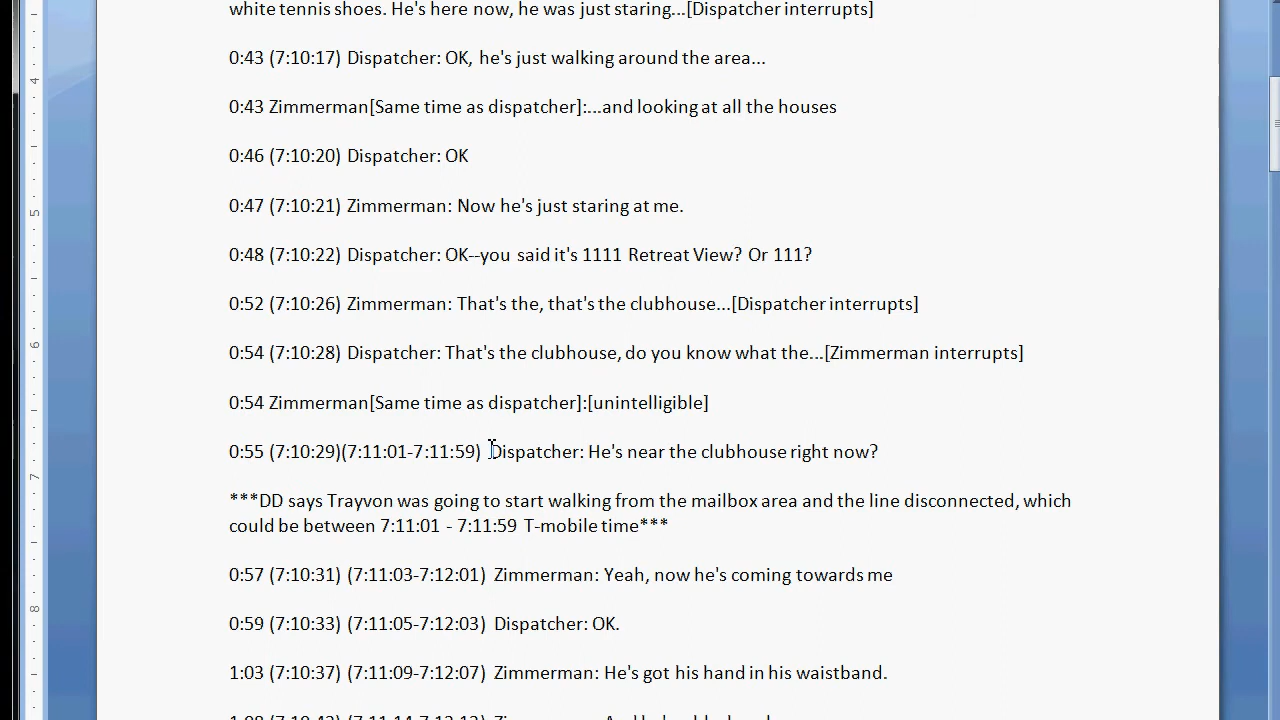 white tennis shoes. He's here now, he was just staring...[Dispatcher interrupts]
0:43 (7:10:17) Dispatcher: OK, he's just walking around the area...
0:43 Zimmerman[Same time as dispatcher]:...and looking at all the houses
0:46 (7:10:20) Dispatcher: OK
0:47 (7:10:21) Zimmerman: Now he's just staring at me.
0:48 (7:10:22) Dispatcher: OK--you said it's 1111 Retreat View? Or 111?
0:52 (7:10:26) Zimmerman: That's the, that's the clubhouse...[Dispatcher interrupts]
0:54 (7:10:28) Dispatcher: That's the clubhouse, do you know what the...[Zimmerman interrupts]
0:54 Zimmerman[Same time as dispatcher]:[unintelligible]
0:55 (7:10:29)(7:11:01-7:11:59) Dispatcher: He's near the clubhouse right now?
***DD says Trayvon was going to start walking from the mailbox area and the line disconnected, which
could be between 7:11:01 - 7:11:59 T-mobile time***
0:57 (7:10:31) (7:11:03-7:12:01) Zimmerman: Yeah, now he's coming towards me
0:59 (7:10:33) (7:11:05-7:12:03) Dispatcher: OK.
1:03 (7:10:37) (7:11:09-7:12:07) Zimmerman: He's got his hand in his waistband.
4
5
6
7
8